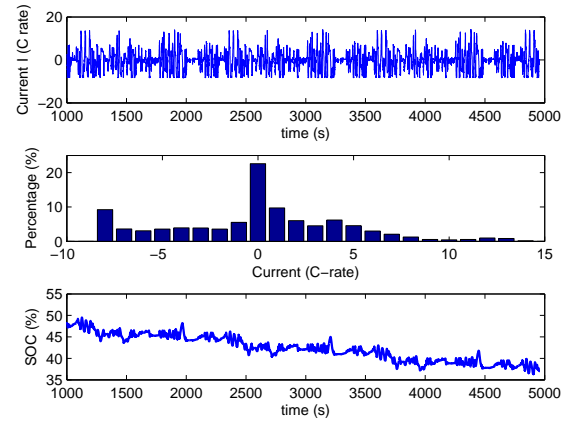 Current I (C rate)
20
0
−20
1000 1500 2000 2500 3000 3500 4000 4500 5000
time (s)
Percentage (%)
20
10
0
−10 −5 0 5 10 15
Current (C−rate)
SOC (%)
55
50
45
40
35
1000 1500 2000 2500 3000 3500 4000 4500 5000
time (s)